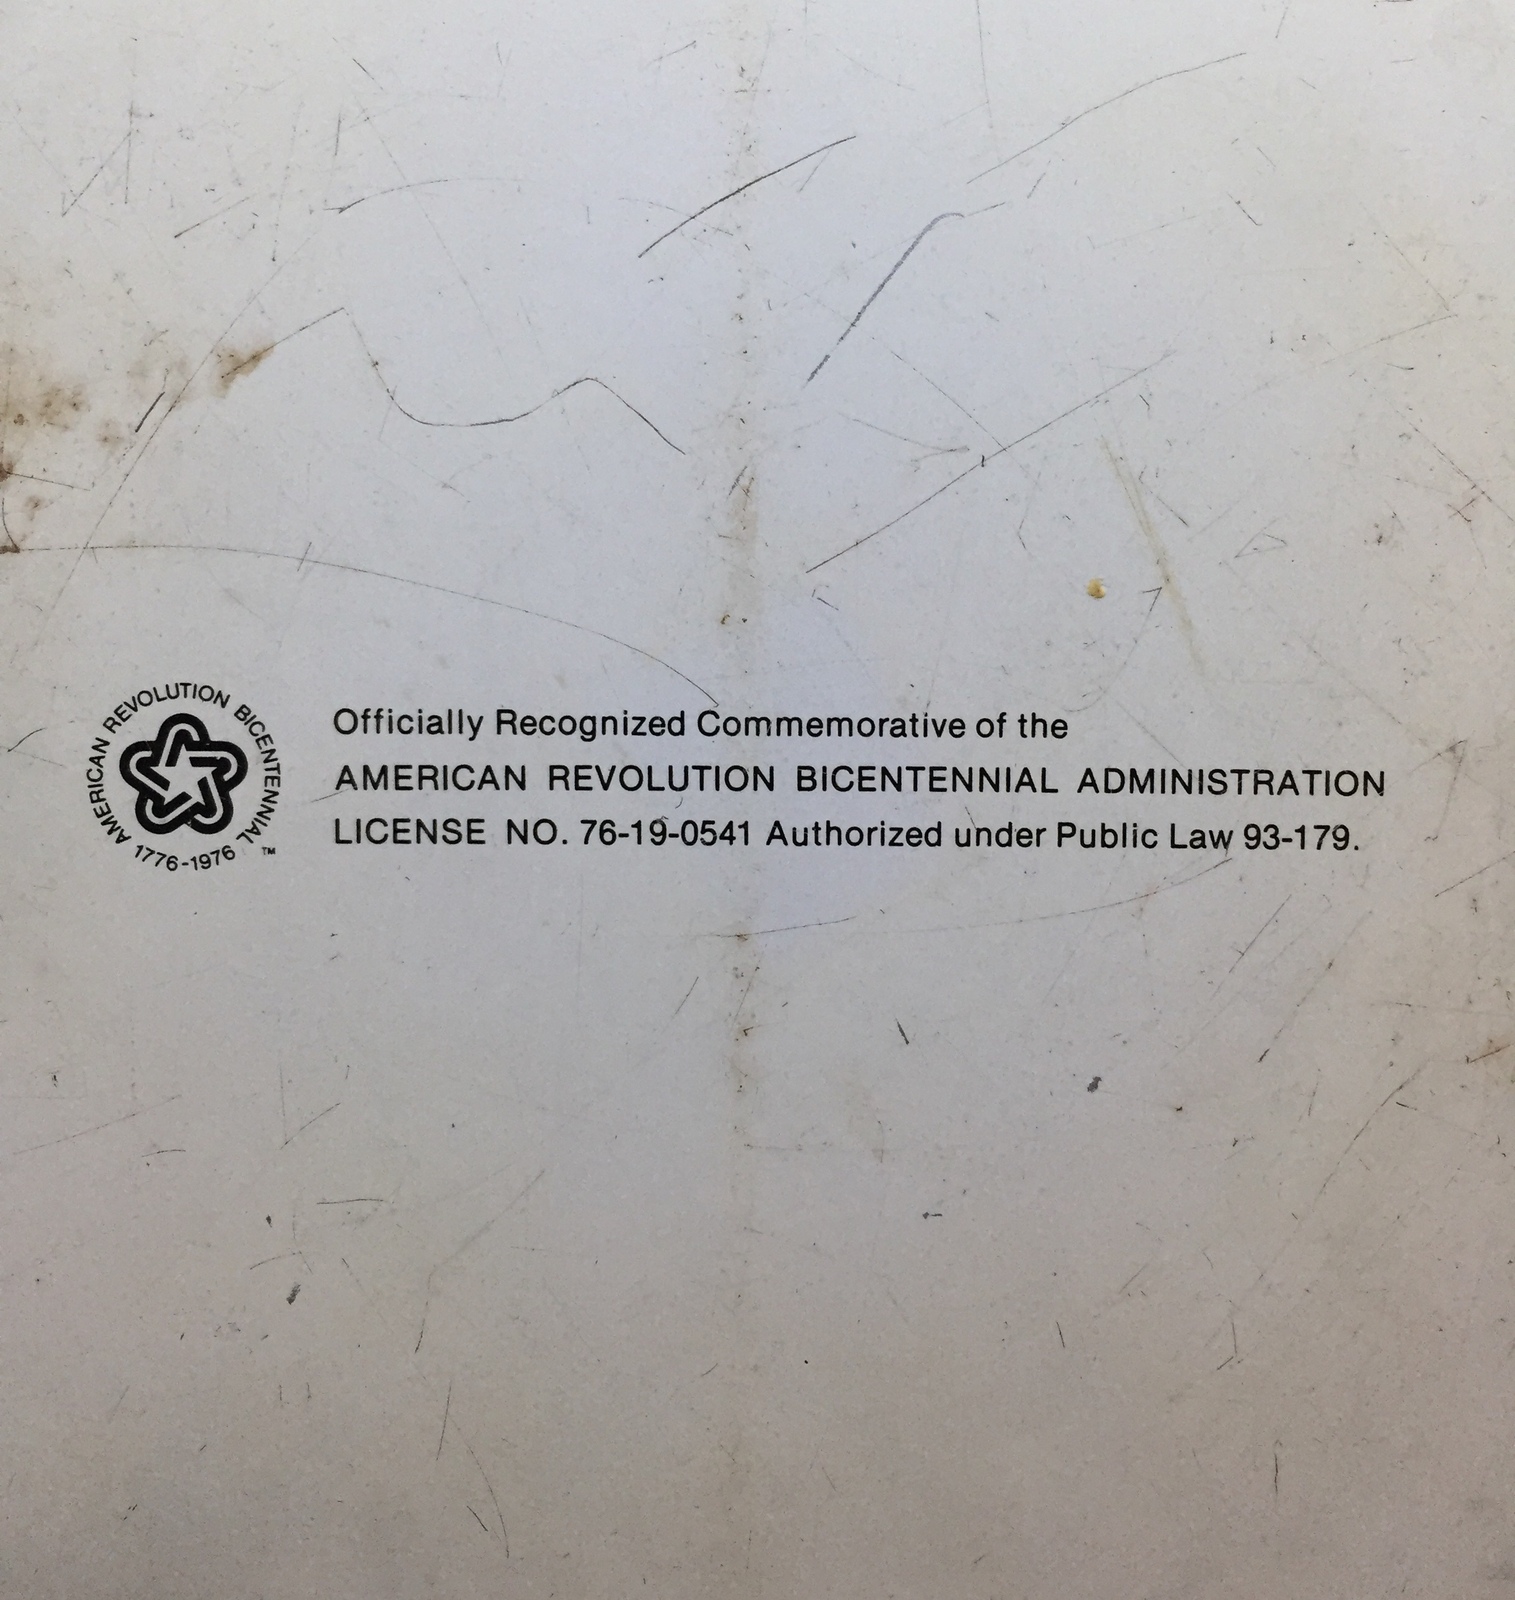 AMERICAN REVOLUTION BICENTENNIAL
1776-1976
™
Officially Recognized Commemorative of the
AMERICAN REVOLUTION BICENTENNIAL ADMINISTRATION
LICENSE NO. 76-19-0541 Authorized under Public Law 93-179.